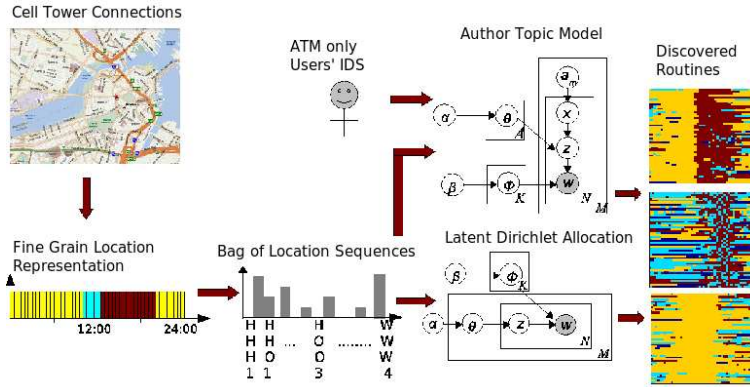 Cell Tower Connections
ATM only
Users' IDS
Author Topic Model
Discovered
Routines
a
m
α
θ
A
x
z
β
Φ
K
w
N
M
Fine Grain Location
Representation
12:00
24:00
Bag of Location Sequences
H H H W
H H ... O ........ W
H O O W
1 1 3 4
Latent Dirichlet Allocation
β
Φ
K
α
θ
z
w
N
M